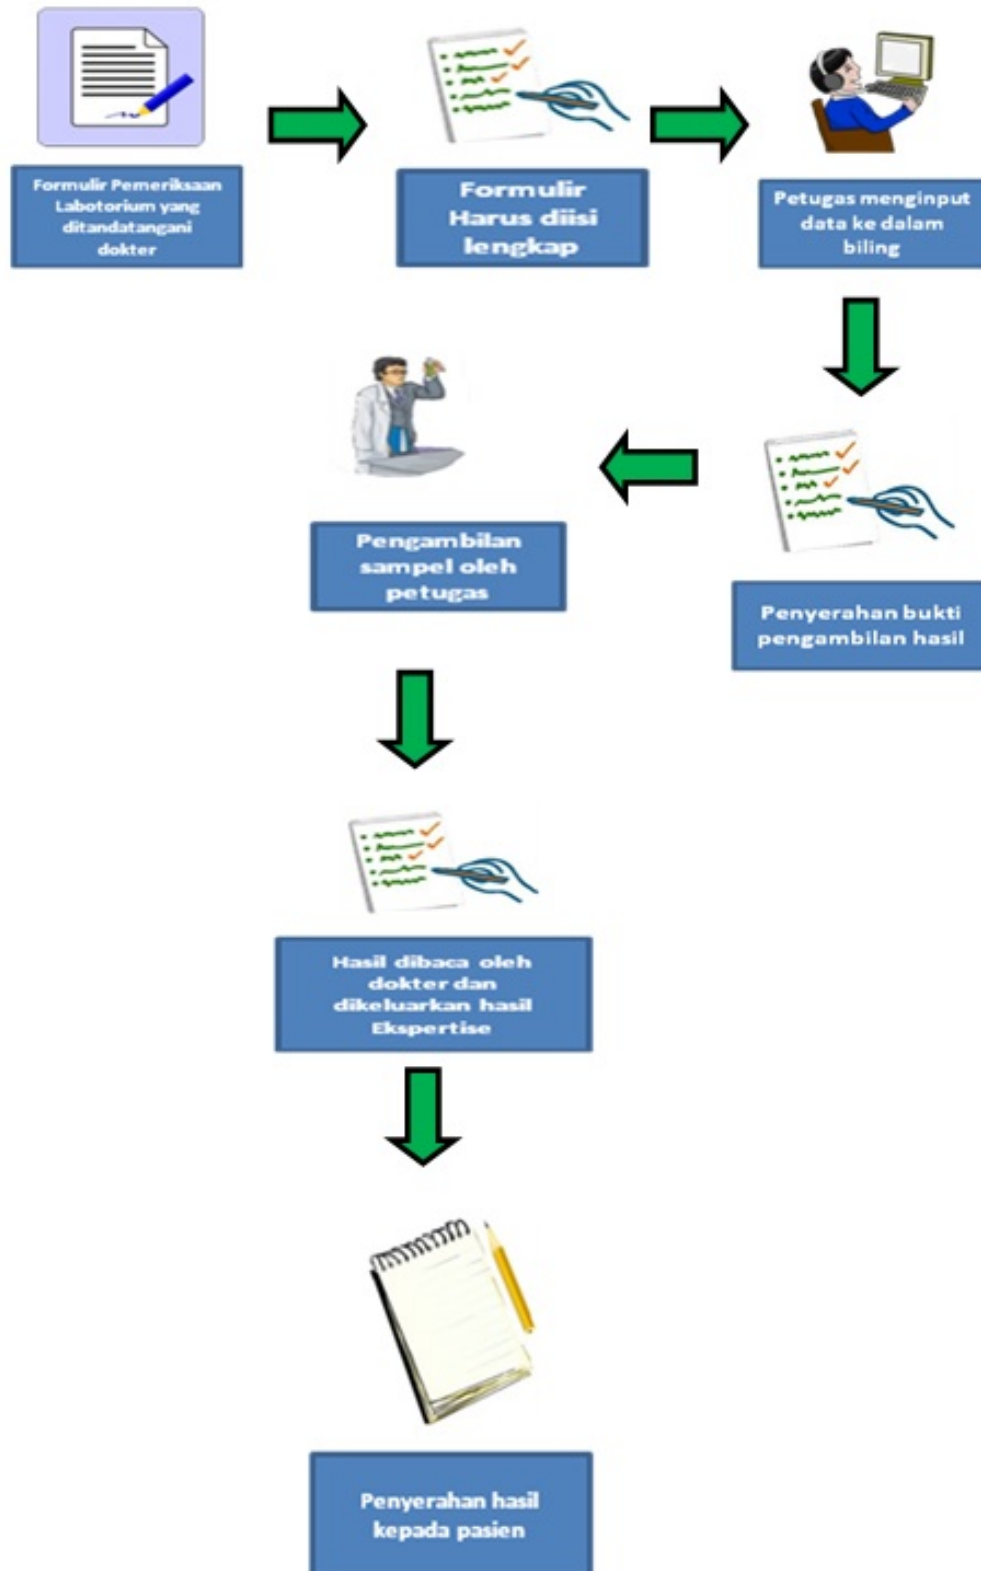 Formulir Pemeriksaan
Labotorium yang
ditandatangani
dokter
Formulir
Harus diisi
lengkap
Petugas menginput
data ke dalam
biling
Penyerahan bukti
pengambilan hasil
Pengambilan
sampel oleh
petugas
Hasil dibaca oleh
dokter dan
dikeluarkan hasil
Ekspertise
Penyerahan hasil
kepada pasien